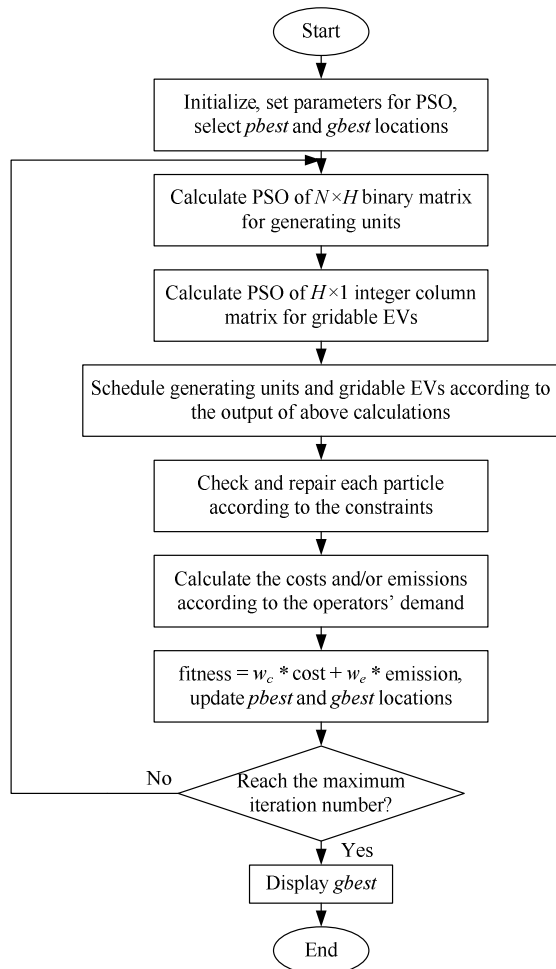 Start
Initialize, set parameters for PSO,
select pbest and gbest locations
Calculate PSO of N×H binary matrix
for generating units
Calculate PSO of H×1 integer column
matrix for gridable EVs
Schedule generating units and gridable EVs according to
the output of above calculations
Check and repair each particle
according to the constraints
Calculate the costs and/or emissions
according to the operators’ demand
fitness = w_c * cost + w_e * emission,
update pbest and gbest locations
No
Reach the maximum
iteration number?
Yes
Display gbest
End